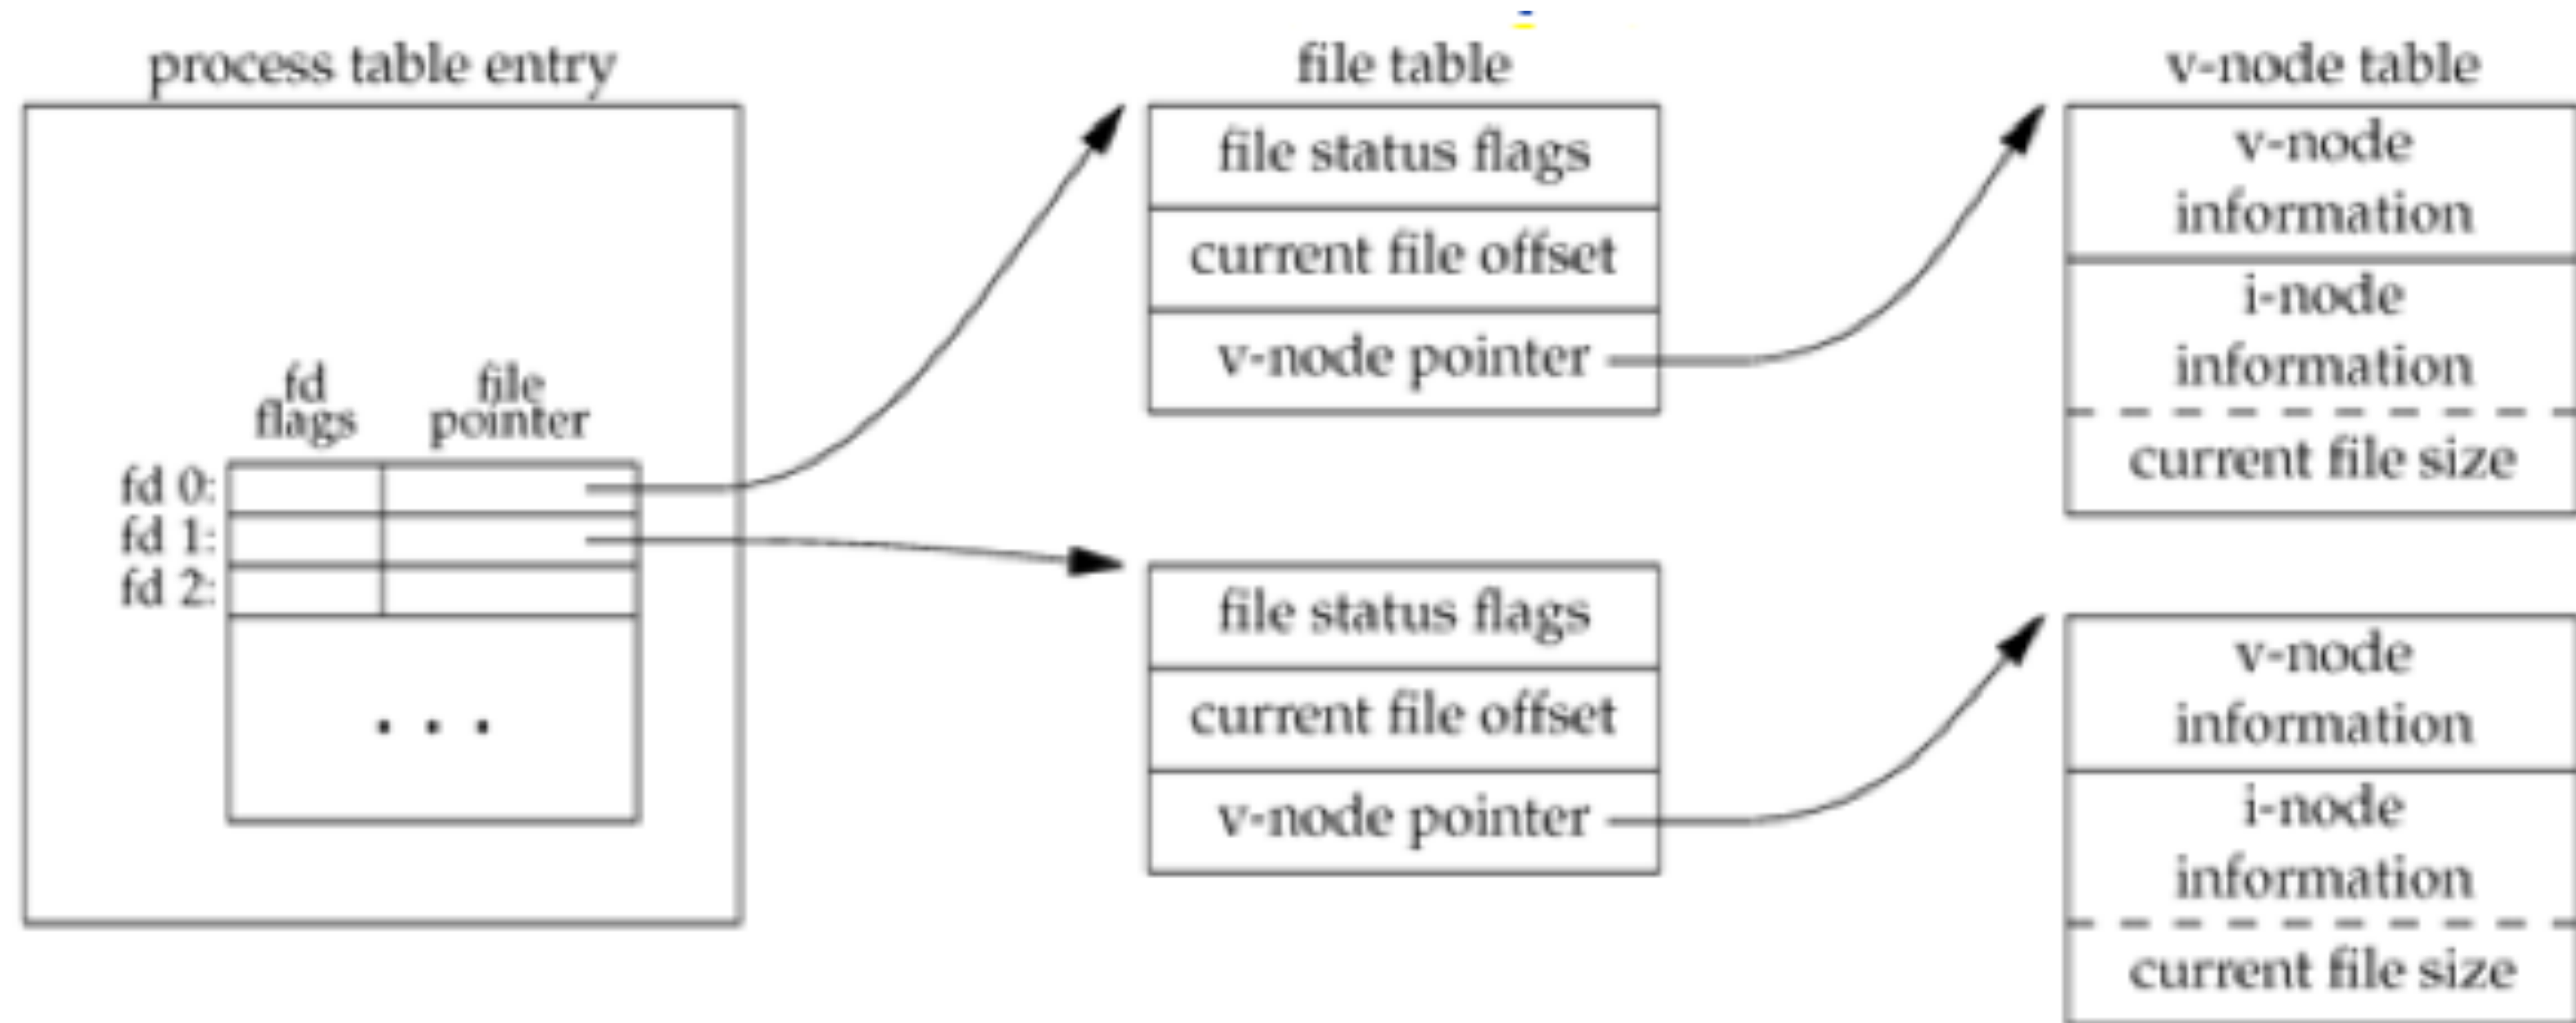 process table entry
fd
flags
file
pointer
fd 0:
fd 1:
fd 2:
. . .
file table
file status flags
current file offset
v-node pointer
file status flags
current file offset
v-node pointer
v-node table
v-node
information
i-node
information
current file size
v-node
information
i-node
information
current file size